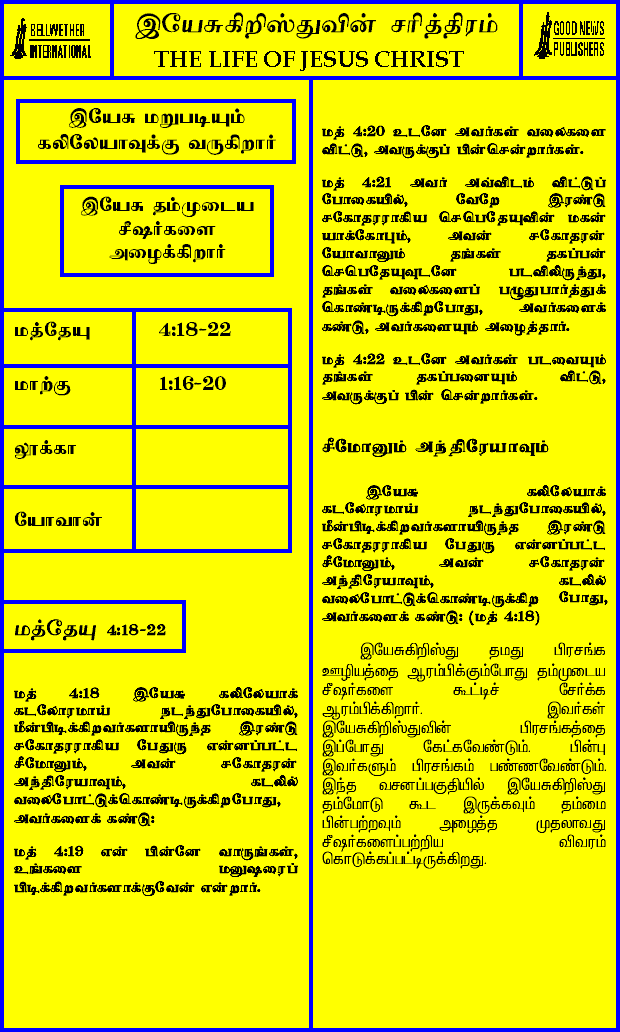 BELLWETHER
INTERNATIONAL
இயேசுகிறிஸ்துவின் சரித்திரம்
THE LIFE OF JESUS CHRIST
GOOD NEWS
PUBLISHERS
இயேசு மறுபடியும்
கலிலேயாவுக்கு வருகிறார்
இயேசு தம்முடைய
சீஷர்களை
அழைக்கிறார்
மத்தேயு 4:18-22
மாற்கு 1:16-20
லூக்கா
யோவான்
மத்தேயு 4:18-22
மத் 4:18 இயேசு கலிலேயாக்
கடலோரமாய் நடந்துபோகையில்,
மீன்பிடிக்கிறவர்களாயிருந்த இரண்டு
சகோதரராகிய பேதுரு என்னப்பட்ட
சீமோனும், அவன் சகோதரன்
அந்திரேயாவும், கடலில்
வலைபோட்டுக்கொண்டிருக்கிறபோது,
அவர்களைக் கண்டு:
மத் 4:19 என் பின்னே வாருங்கள்,
உங்களை மனுஷரைப்
பிடிக்கிறவர்களாக்குவேன் என்றார்.
மத் 4:20 உடனே அவர்கள் வலைகளை
விட்டு, அவருக்குப் பின்சென்றார்கள்.
மத் 4:21 அவர் அவ்விடம் விட்டுப்
போகையில், வேறே இரண்டு
சகோதரராகிய செபெதேயுவின் மகன்
யாக்கோபும், அவன் சகோதரன்
யோவானும் தங்கள் தகப்பன்
செபெதேயுவுடனே படவிலிருந்து,
தங்கள் வலைகளைப் பழுதுபார்த்துக்
கொண்டிருக்கிறபோது, அவர்களைக்
கண்டு, அவர்களையும் அழைத்தார்.
மத் 4:22 உடனே அவர்கள் படவையும்
தங்கள் தகப்பனையும் விட்டு,
அவருக்குப் பின் சென்றார்கள்.
சீமோனும் அந்திரேயாவும்
இயேசு கலிலேயாக்
கடலோரமாய் நடந்துபோகையில்,
மீன்பிடிக்கிறவர்களாயிருந்த இரண்டு
சகோதரராகிய பேதுரு என்னப்பட்ட
சீமோனும், அவன் சகோதரன்
அந்திரேயாவும், கடலில்
வலைபோட்டுக்கொண்டிருக்கிற போது,
அவர்களைக் கண்டு: (மத் 4:18)
இயேசுகிறிஸ்து தமது பிரசங்க
ஊழியத்தை ஆரம்பிக்கும்போது தம்முடைய
சீஷர்களை கூட்டிச் சேர்க்க
ஆரம்பிக்கிறார். இவர்கள்
இயேசுகிறிஸ்துவின் பிரசங்கத்தை
இப்போது கேட்கவேண்டும். பின்பு
இவர்களும் பிரசங்கம் பண்ணவேண்டும்.
இந்த வசனப்பகுதியில் இயேசுகிறிஸ்து
தம்மோடு கூட இருக்கவும் தம்மை
பின்பற்றவும் அழைத்த முதலாவது
சீஷர்களைப்பற்றிய விவரம்
கொடுக்கப்பட்டிருக்கிறது.